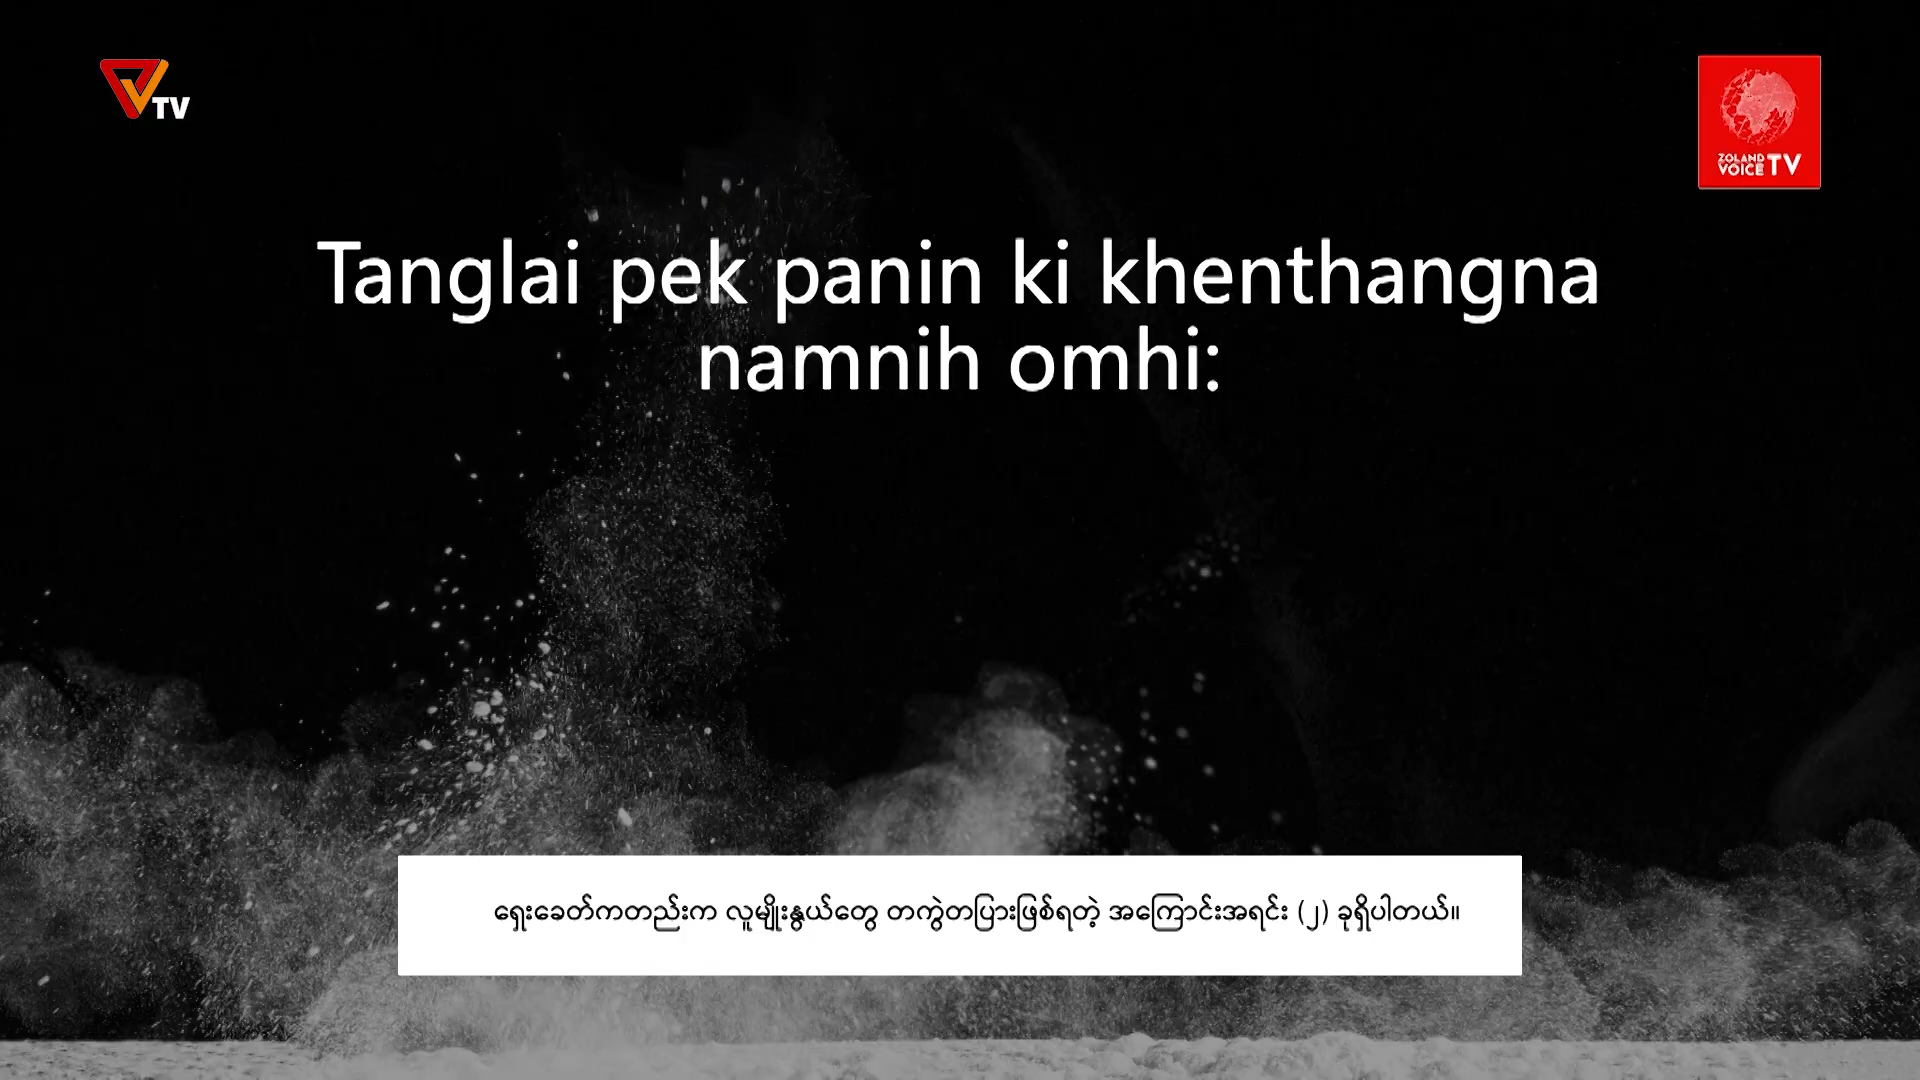 TV
ZOLAND
VOICE TV
Tanglai pek panin ki khenthangna
namnih omhi:
ရှေးခေတ်ကတည်းက လူမျိုးနွယ်တွေ တကွဲတပြားဖြစ်ရတဲ့ အကြောင်းအရင်း (၂) ခုရှိပါတယ်။